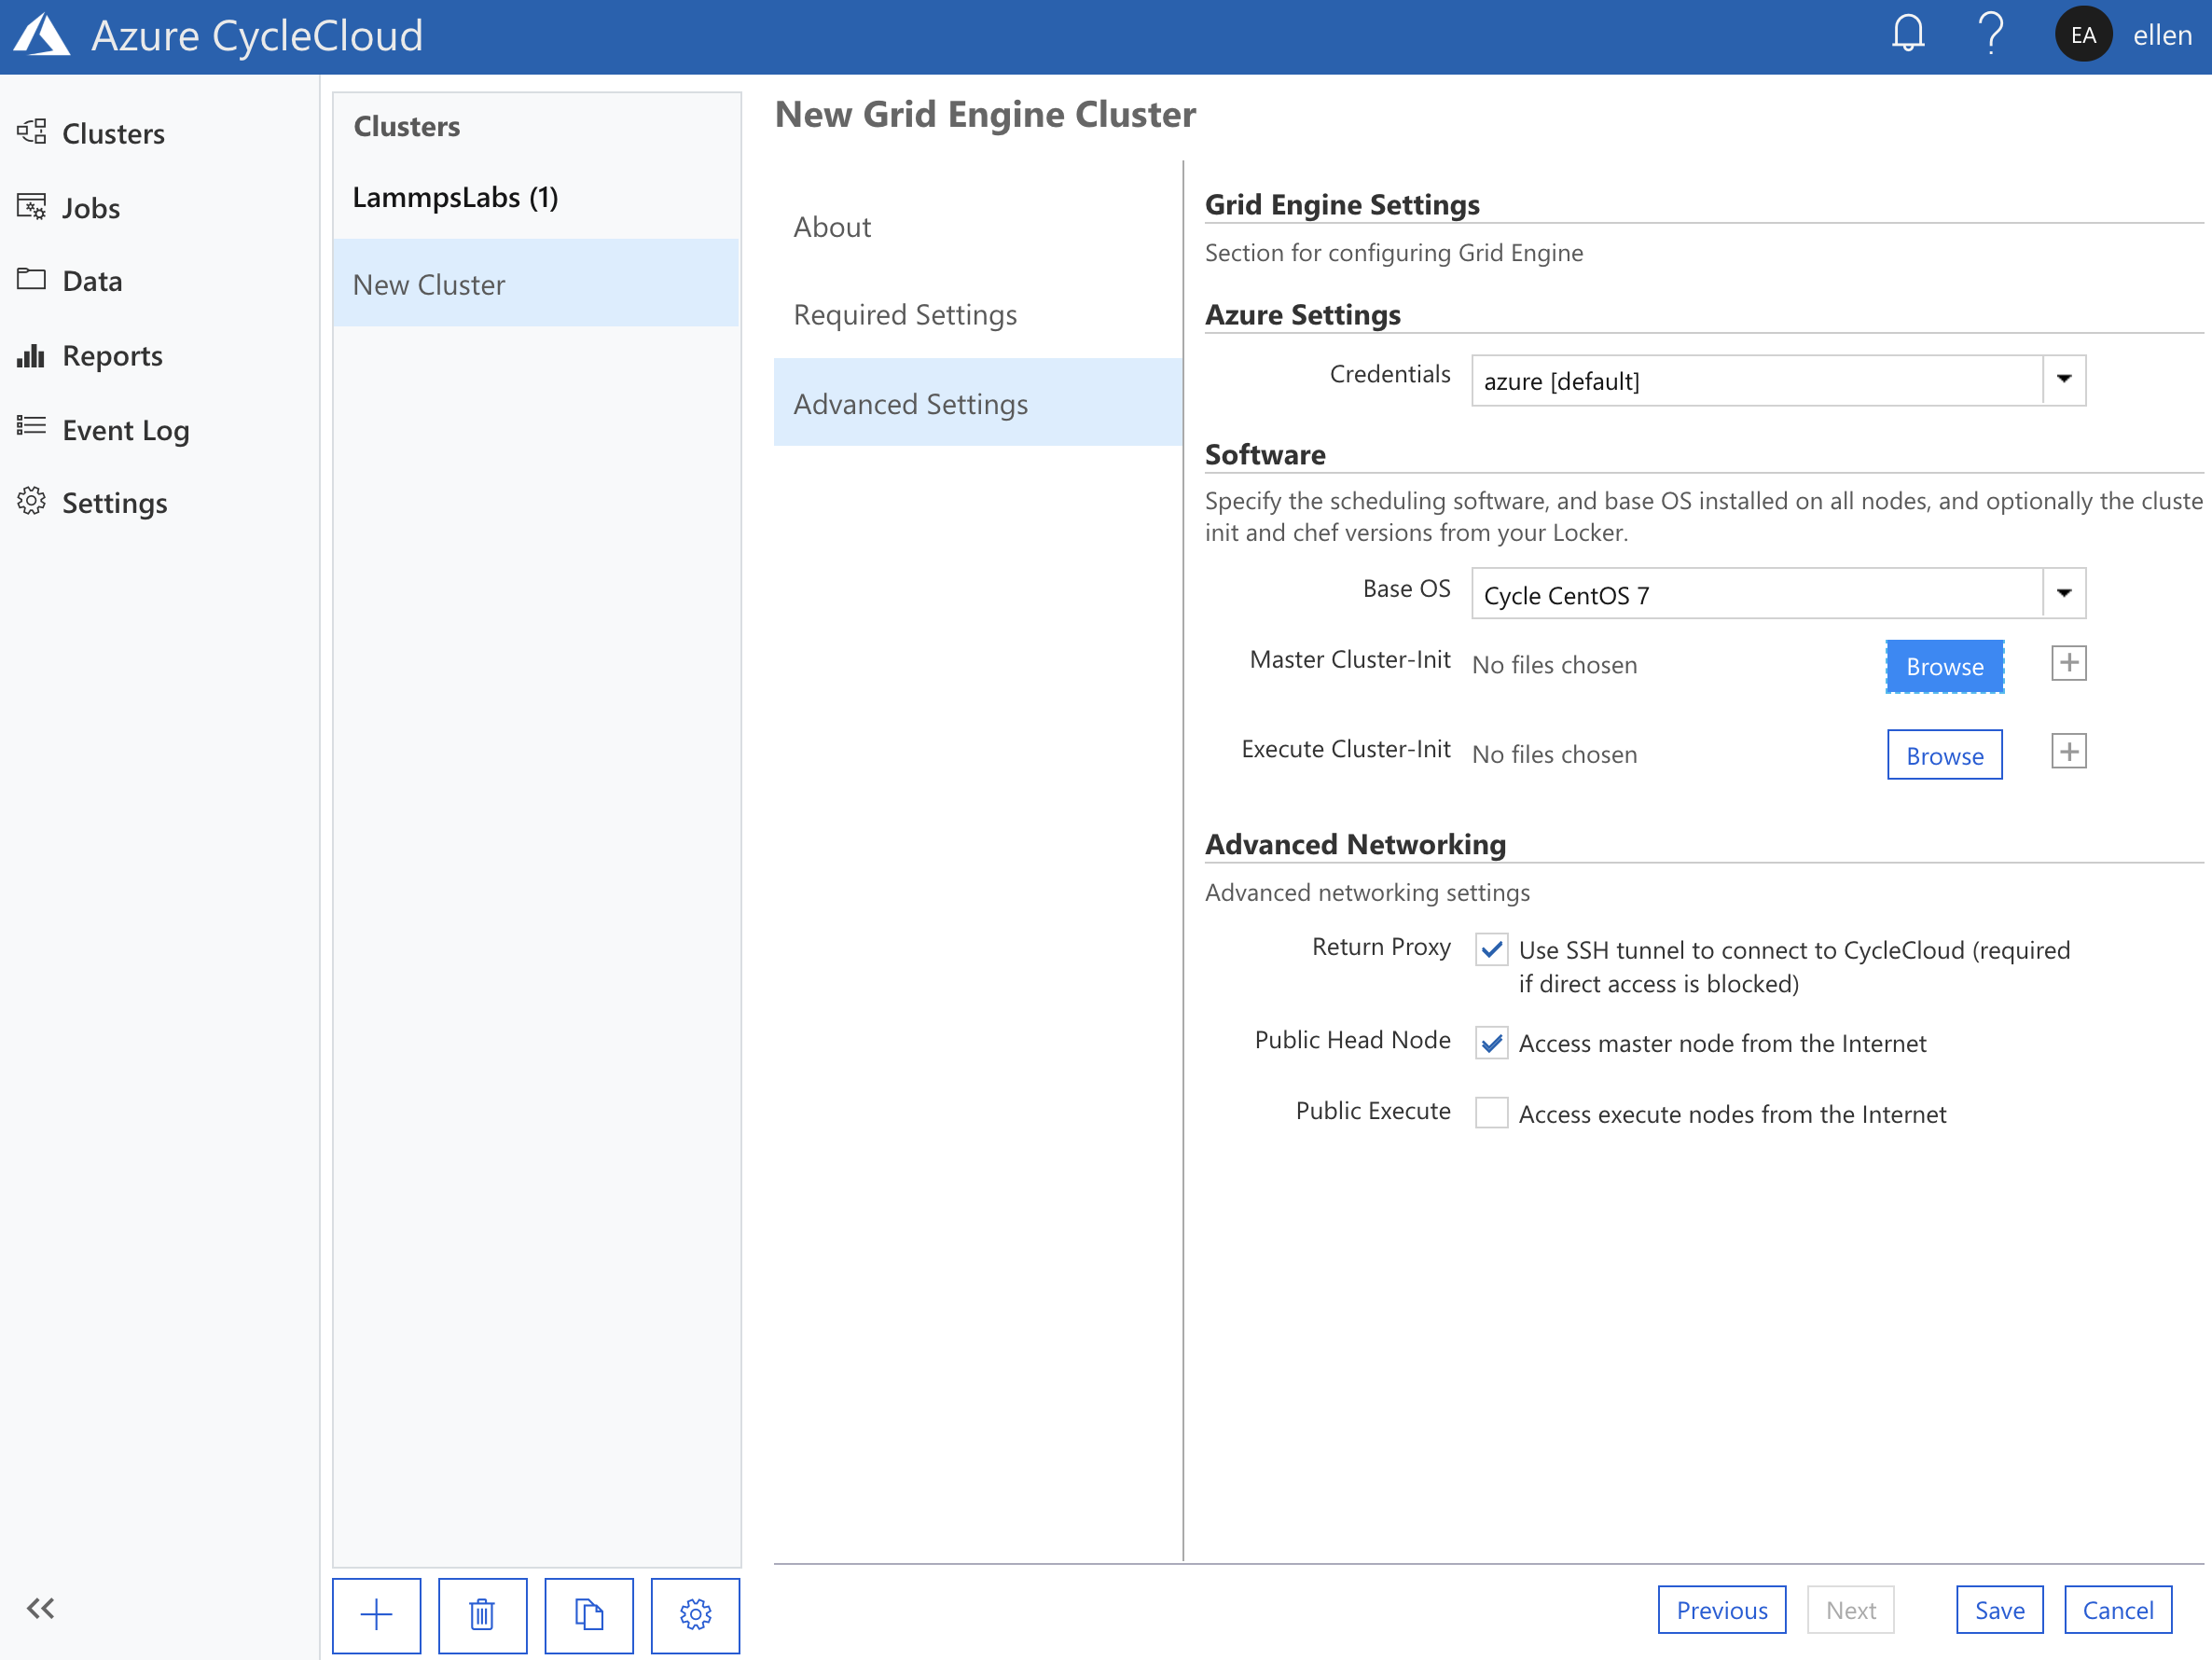 Azure CycleCloud
EA
ellen
Clusters
Jobs
Data
Reports
Event Log
Settings
Clusters
LammpsLabs (1)
New Cluster
New Grid Engine Cluster
About
Required Settings
Advanced Settings
Grid Engine Settings
Section for configuring Grid Engine
Azure Settings
Credentials
azure [default]
Software
Specify the scheduling software, and base OS installed on all nodes, and optionally the cluste
init and chef versions from your Locker.
Base OS
Cycle CentOS 7
Master Cluster-Init
No files chosen
Browse
Execute Cluster-Init
No files chosen
Browse
Advanced Networking
Advanced networking settings
Return Proxy
Use SSH tunnel to connect to CycleCloud (required
if direct access is blocked)
Public Head Node
Access master node from the Internet
Public Execute
Access execute nodes from the Internet
Previous
Next
Save
Cancel